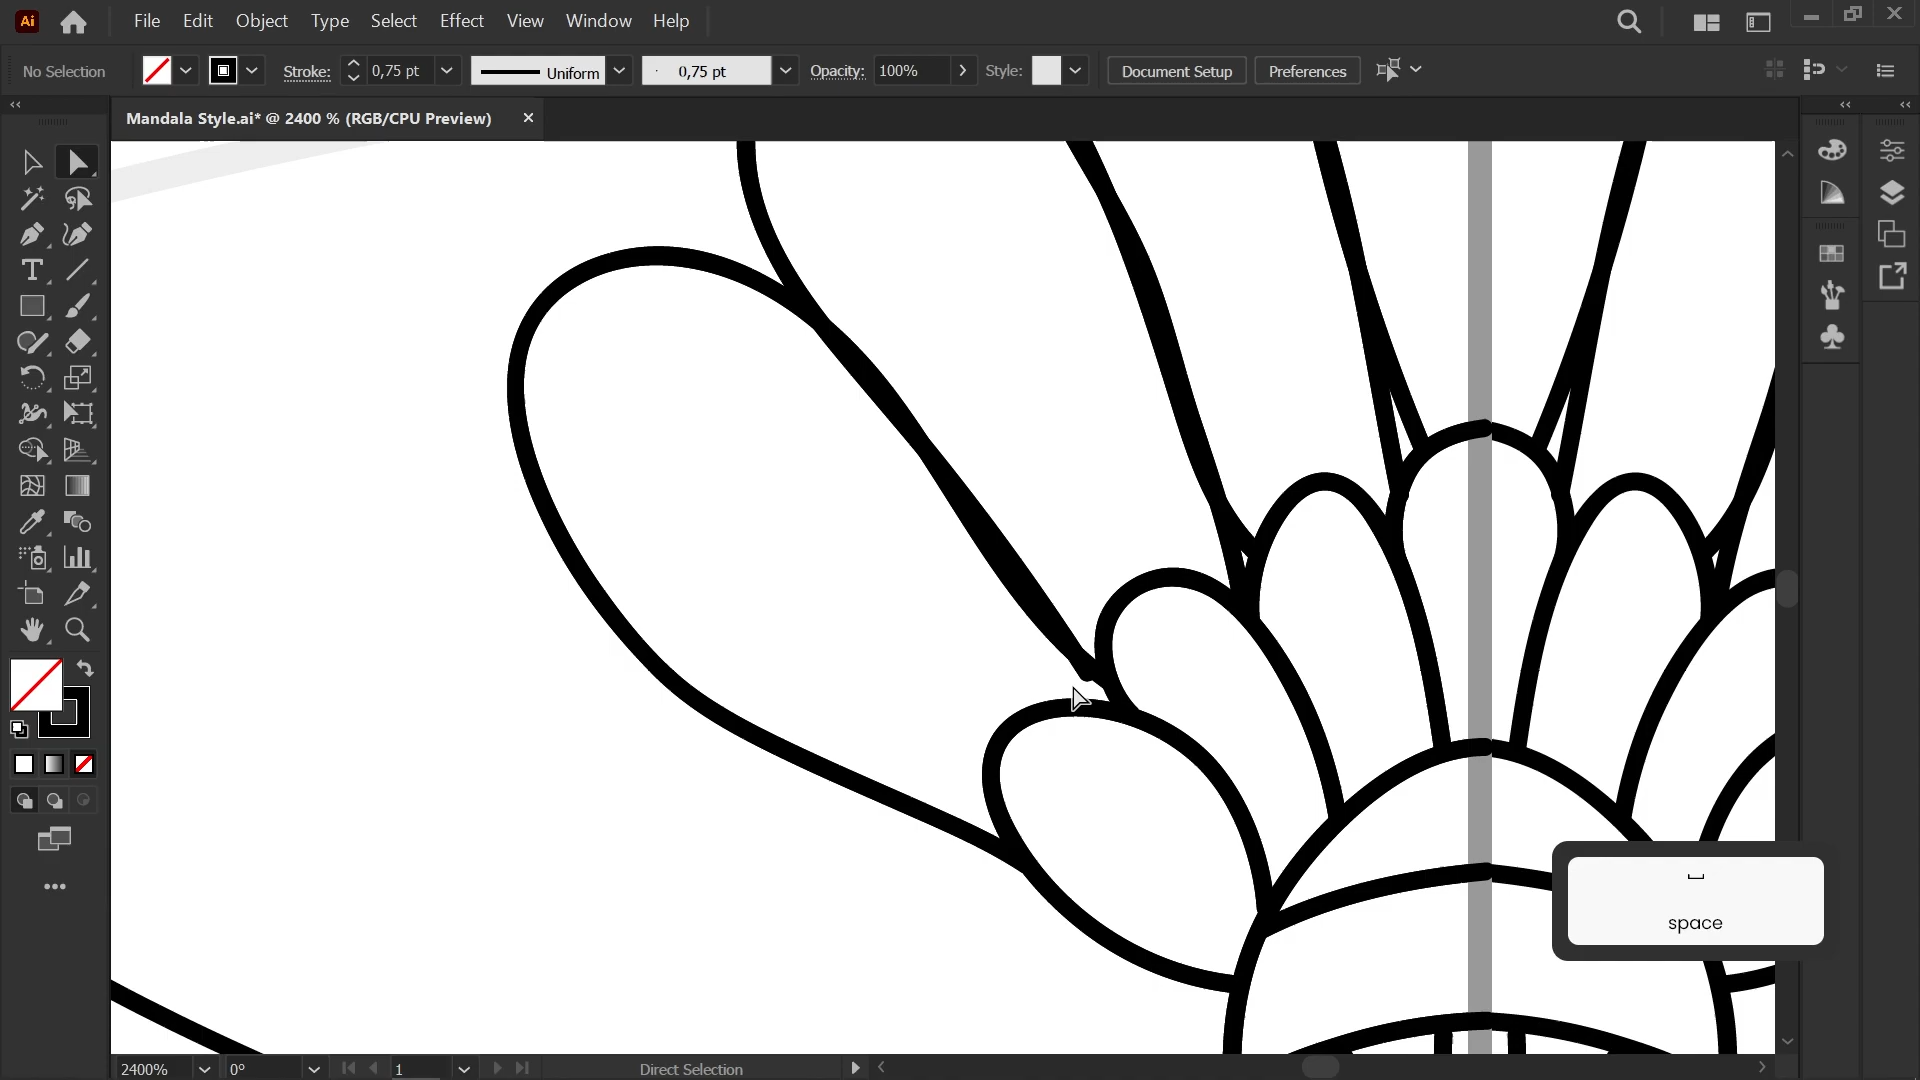 Ai File Edit Object Type Select Effect View Window Help
No Selection Stroke: 0,75 pt Uniform 0,75 pt Opacity: 100% Style: Document Setup Preferences
Mandala Style.ai* @ 2400 % (RGB/CPU Preview)
space
2400% 0° 1 Direct Selection